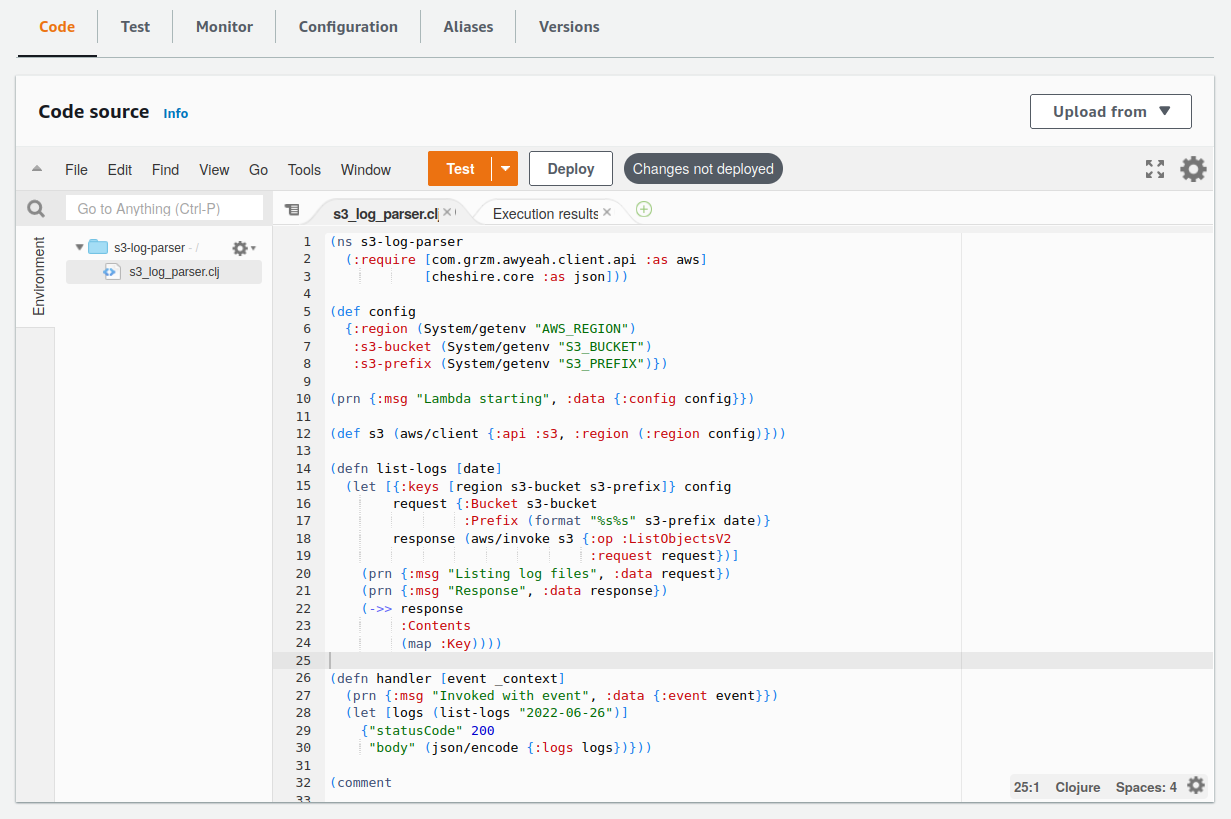 Code Test Monitor Configuration Aliases Versions
Code source Info Upload from
File Edit Find View Go Tools Window Test Deploy Changes not deployed
Go to Anything (Ctrl-P) s3_log_parser.cl Execution results
Environment
s3-log-parser - /
s3_log_parser.clj
1 (ns s3-log-parser
2 (:require [com.grzm.awyeah.client.api :as aws]
3 [cheshire.core :as json]))
4
5 (def config
6 {:region (System/getenv "AWS_REGION")
7 :s3-bucket (System/getenv "S3_BUCKET")
8 :s3-prefix (System/getenv "S3_PREFIX")})
9
10 (prn {:msg "Lambda starting", :data {:config config}})
11
12 (def s3 (aws/client {:api :s3, :region (:region config)}))
13
14 (defn list-logs [date]
15 (let [{:keys [region s3-bucket s3-prefix]} config
16 request {:Bucket s3-bucket
17 :Prefix (format "%s%s" s3-prefix date)}
18 response (aws/invoke s3 {:op :ListObjectsV2
19 :request request})]
20 (prn {:msg "Listing log files", :data request})
21 (prn {:msg "Response", :data response})
22 (->> response
23 :Contents
24 (map :Key))))
25
26 (defn handler [event _context]
27 (prn {:msg "Invoked with event", :data {:event event}})
28 (let [logs (list-logs "2022-06-26")]
29 {"statusCode" 200
30 "body" (json/encode {:logs logs})}))
31
32 (comment
33
25:1 Clojure Spaces: 4